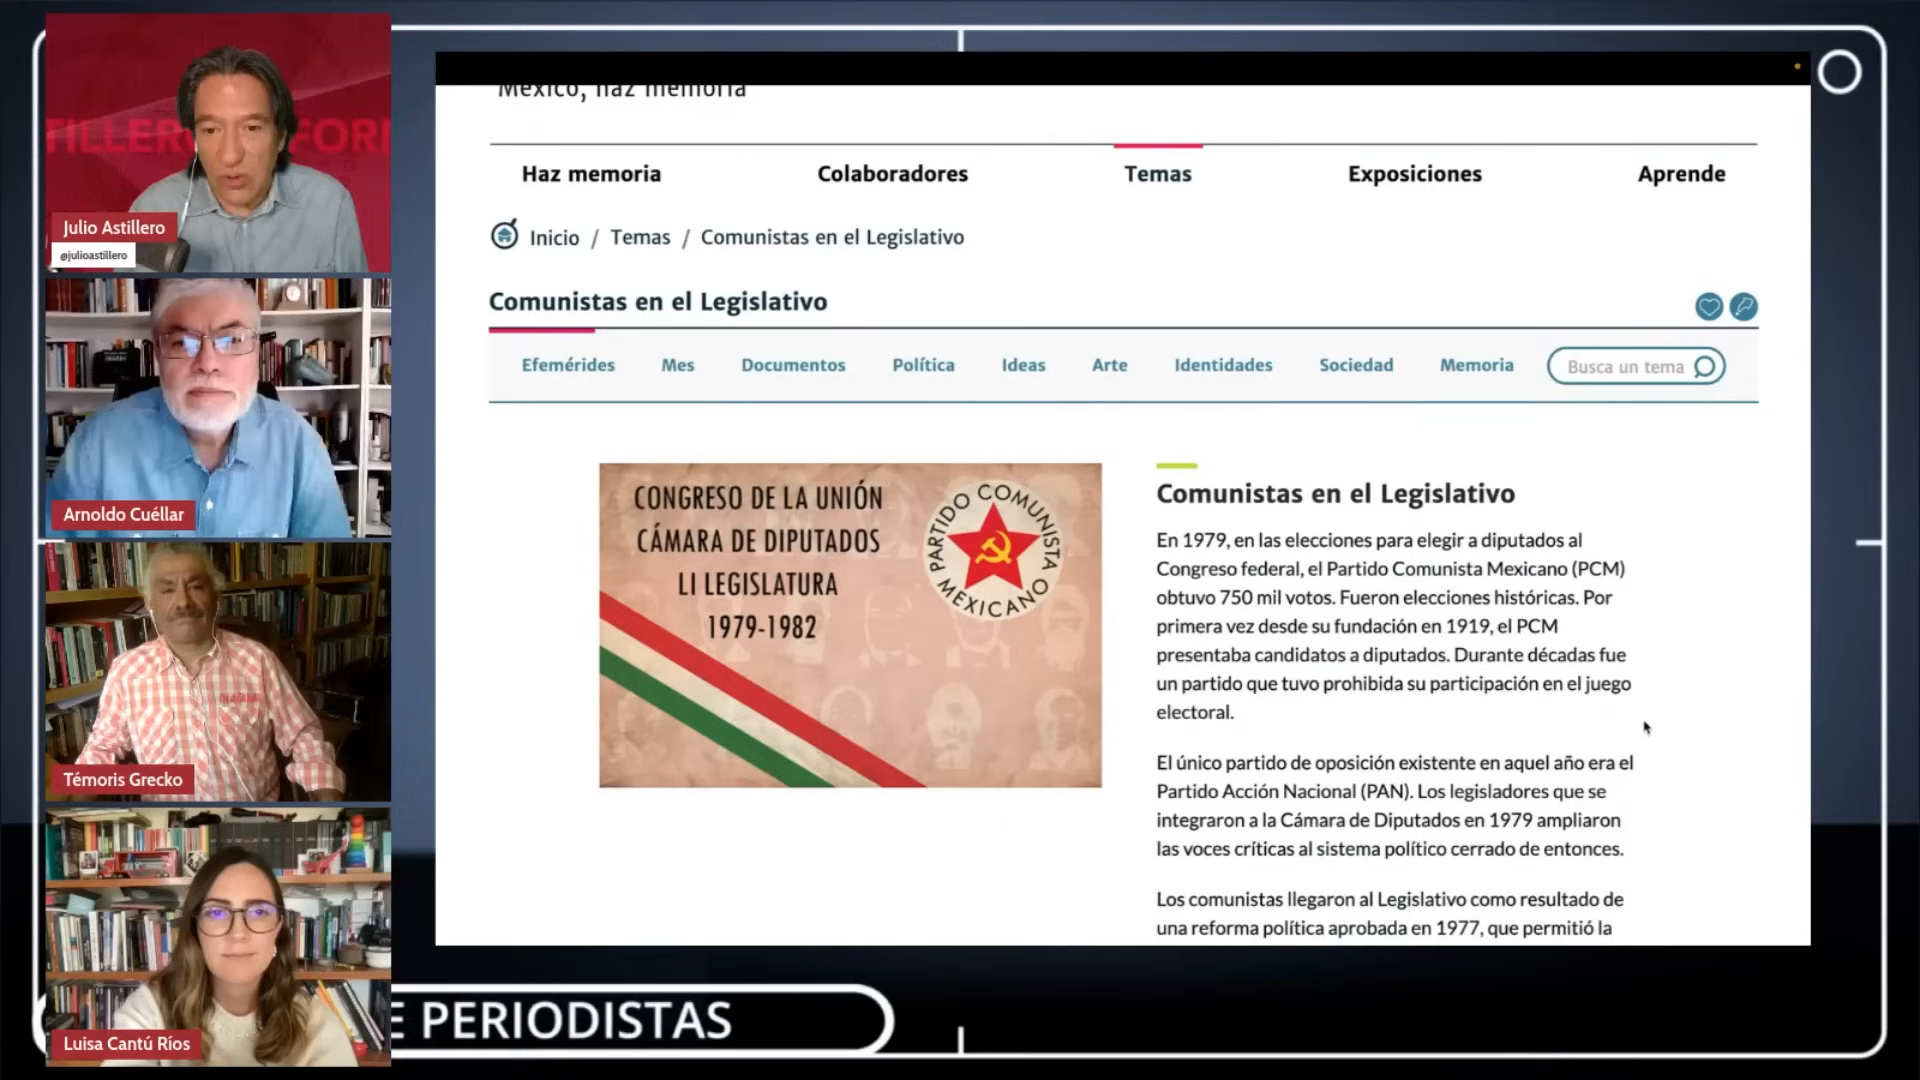 TILLERO
FOR
Julio Astillero
@julioastillero
Arnoldo Cuéllar
Témoris Grecko
Luisa Cantú Ríos
México, haz memoria
Haz memoria
Colaboradores
Temas
Exposiciones
Aprende
Inicio / Temas / Comunistas en el Legislativo
Comunistas en el Legislativo
Efemérides
Mes
Documentos
Política
Ideas
Arte
Identidades
Sociedad
Memoria
Busca un tema
CONGRESO DE LA UNIÓN
CÁMARA DE DIPUTADOS
LI LEGISLATURA
1979-1982
PARTIDO COMUNISTA MEXICANO
Comunistas en el Legislativo
En 1979, en las elecciones para elegir a diputados al
Congreso federal, el Partido Comunista Mexicano (PCM)
obtuvo 750 mil votos. Fueron elecciones históricas. Por
primera vez desde su fundación en 1919, el PCM
presentaba candidatos a diputados. Durante décadas fue
un partido que tuvo prohibida su participación en el juego
electoral.
El único partido de oposición existente en aquel año era el
Partido Acción Nacional (PAN). Los legisladores que se
integraron a la Cámara de Diputados en 1979 ampliaron
las voces críticas al sistema político cerrado de entonces.
Los comunistas llegaron al Legislativo como resultado de
una reforma política aprobada en 1977, que permitió la
E PERIODISTAS